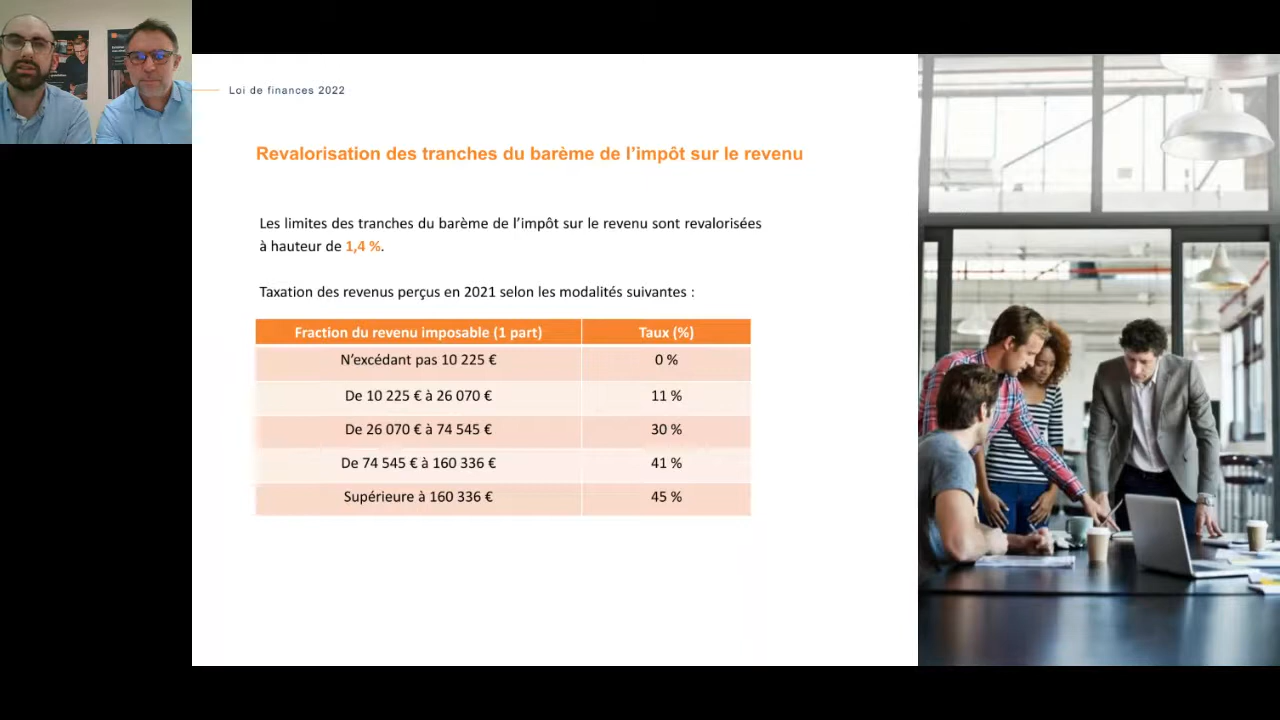 Loi de finances 2022
Revalorisation des tranches du barème de l’impôt sur le revenu
Les limites des tranches du barème de l’impôt sur le revenu sont revalorisées
à hauteur de 1,4 %.
Taxation des revenus perçus en 2021 selon les modalités suivantes :
Fraction du revenu imposable (1 part) Taux (%)
N’excédant pas 10 225 € 0 %
De 10 225 € à 26 070 € 11 %
De 26 070 € à 74 545 € 30 %
De 74 545 € à 160 336 € 41 %
Supérieure à 160 336 € 45 %